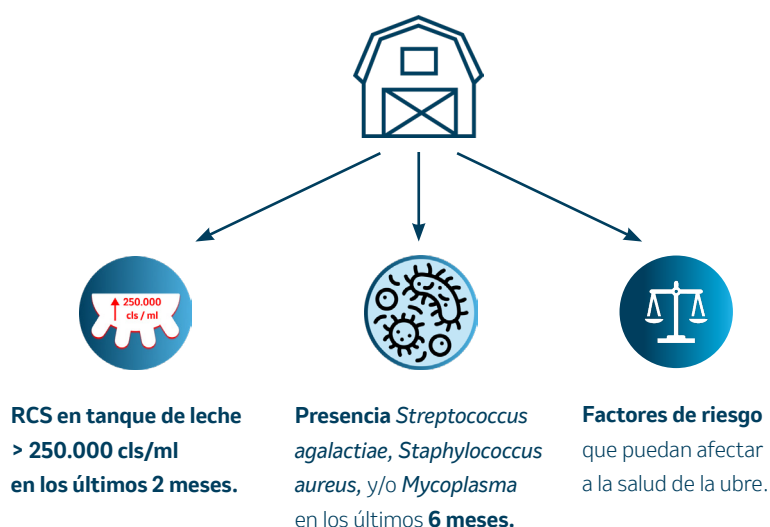 250.000
cls / ml
RCS en tanque de leche
> 250.000 cls/ml
en los últimos 2 meses.
Presencia Streptococcus
agalactiae, Staphylococcus
aureus, y/o Mycoplasma
en los últimos 6 meses.
Factores de riesgo
que puedan afectar
a la salud de la ubre.